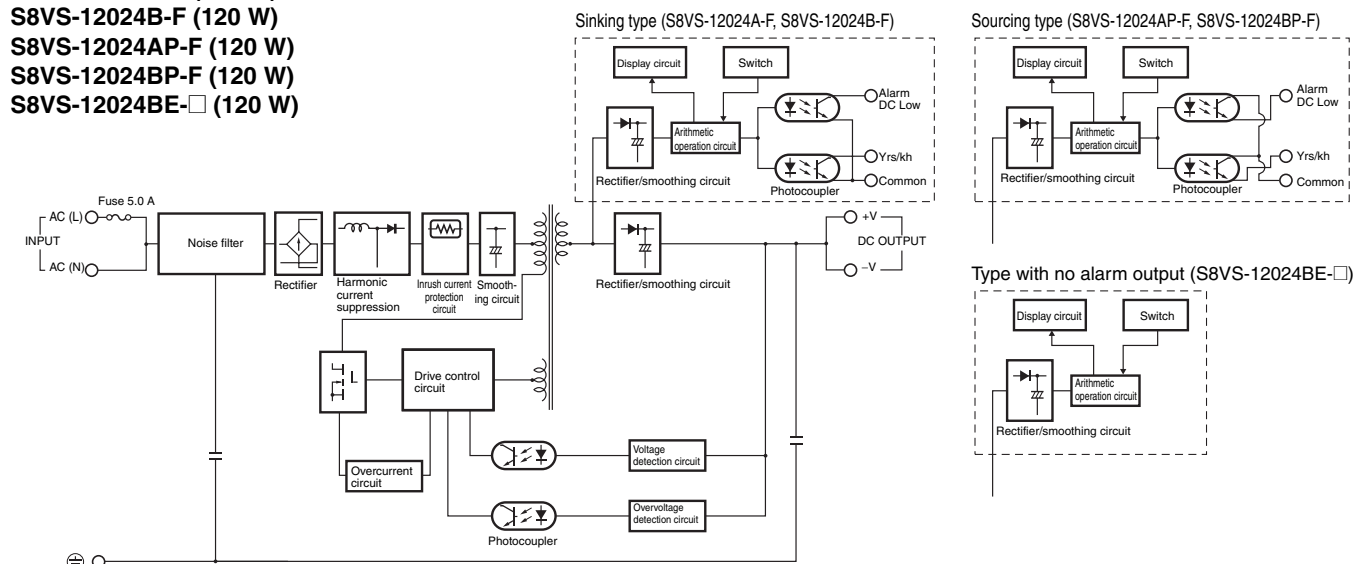 S8VS-12024B-F (120 W)
S8VS-12024AP-F (120 W)
S8VS-12024BP-F (120 W)
S8VS-12024BE-□ (120 W)
Sinking type (S8VS-12024A-F, S8VS-12024B-F)
Display circuit
Switch
Arithmetic
operation circuit
Alarm
DC Low
Yrs/kh
Common
Rectifier/smoothing circuit
Photocoupler
Sourcing type (S8VS-12024AP-F, S8VS-12024BP-F)
Display circuit
Switch
Arithmetic
operation circuit
Alarm
DC Low
Yrs/kh
Common
Rectifier/smoothing circuit
Photocoupler
Fuse 5.0 A
AC (L)
INPUT
AC (N)
Noise filter
Rectifier
Harmonic
current
suppression
Inrush current
protection
circuit
Smooth-
ing circuit
Rectifier/smoothing circuit
+V
DC OUTPUT
–V
Drive control
circuit
Overcurrent
circuit
Voltage
detection circuit
Overvoltage
detection circuit
Photocoupler
Type with no alarm output (S8VS-12024BE-□)
Display circuit
Switch
Arithmetic
operation circuit
Rectifier/smoothing circuit